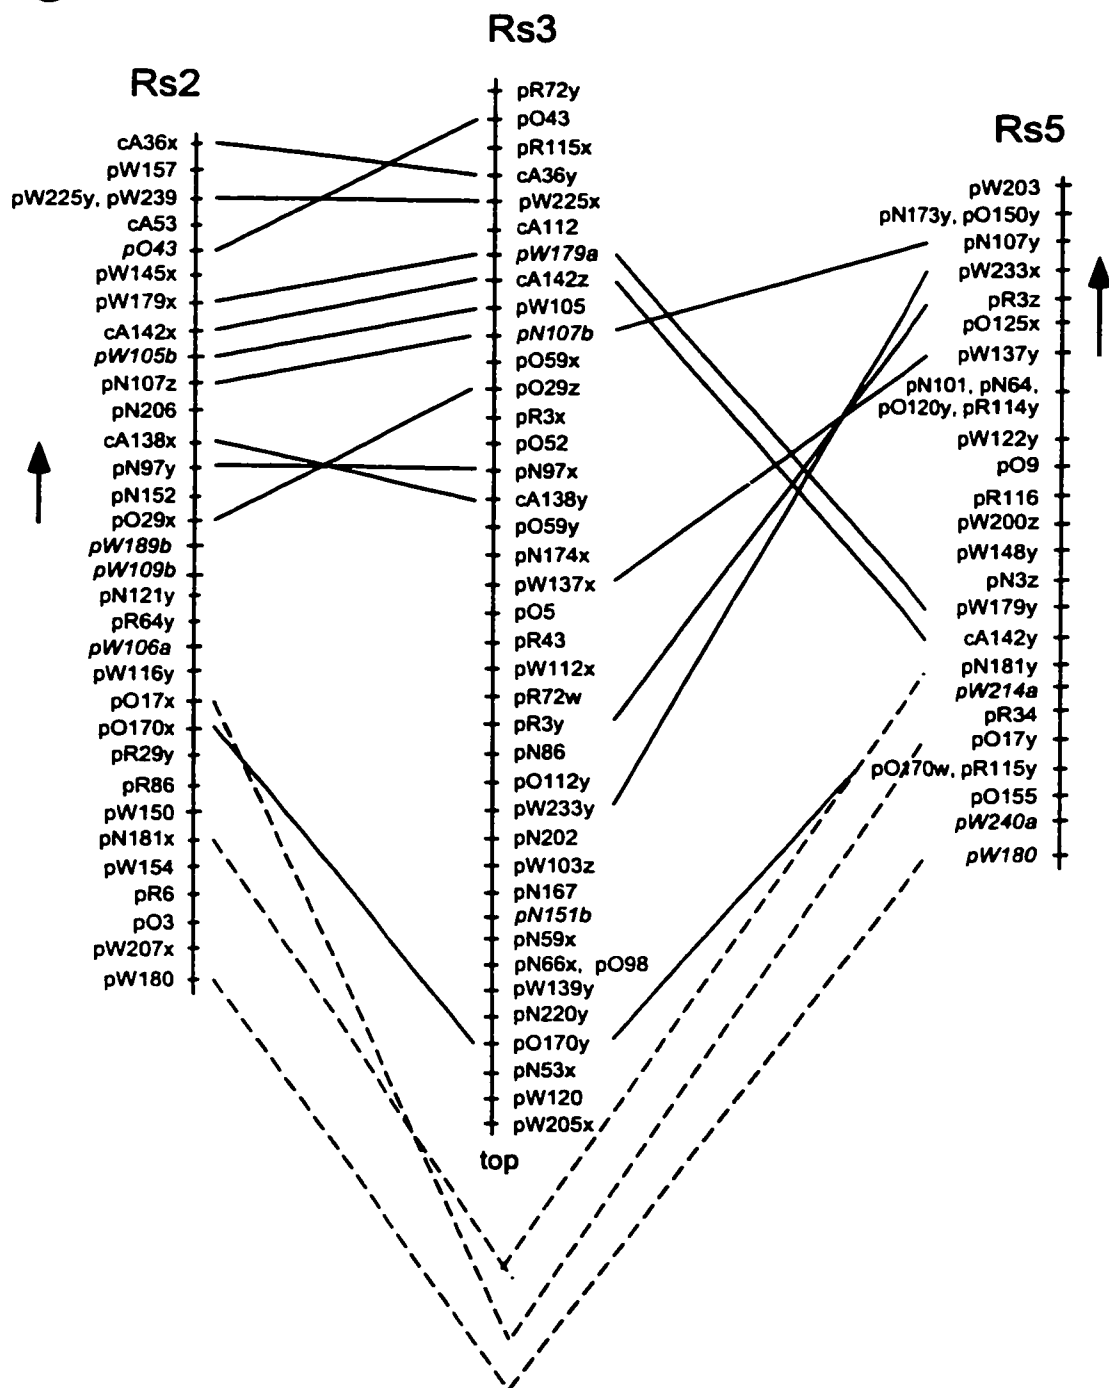 Rs2
cA36x
pW157
pW225y, pW239
cA53
pO43
pW145x
pW179x
cA142x
pW105b
pN107z
pN206
cA138x
pN97y
pN152
pO29x
pW189b
pW109b
pN121y
pR64y
pW106a
pW116y
pO17x
pO170x
pR29y
pR86
pW150
pN181x
pW154
pR6
pO3
pW207x
pW180
Rs3
pR72y
pO43
pR115x
cA36y
pW225x
cA112
pW179a
cA142z
pW105
pN107b
pO59x
pO29z
pR3x
pO52
pN97x
cA138y
pO59y
pN174x
pW137x
pO5
pR43
pW112x
pR72w
pR3y
pN86
pO112y
pW233y
pN202
pW103z
pN167
pN151b
pN59x
pN66x, pO98
pW139y
pN220y
pO170y
pN53x
pW120
pW205x
top
Rs5
pW203
pN173y, pO150y
pN107y
pW233x
pR3z
pO125x
pW137y
pN101, pN64,
pO120y, pR114y
pW122y
pO9
pR116
pW200z
pW148y
pN3z
pW179y
cA142y
pN181y
pW214a
pR34
pO17y
pO170w, pR115y
pO155
pW240a
pW180